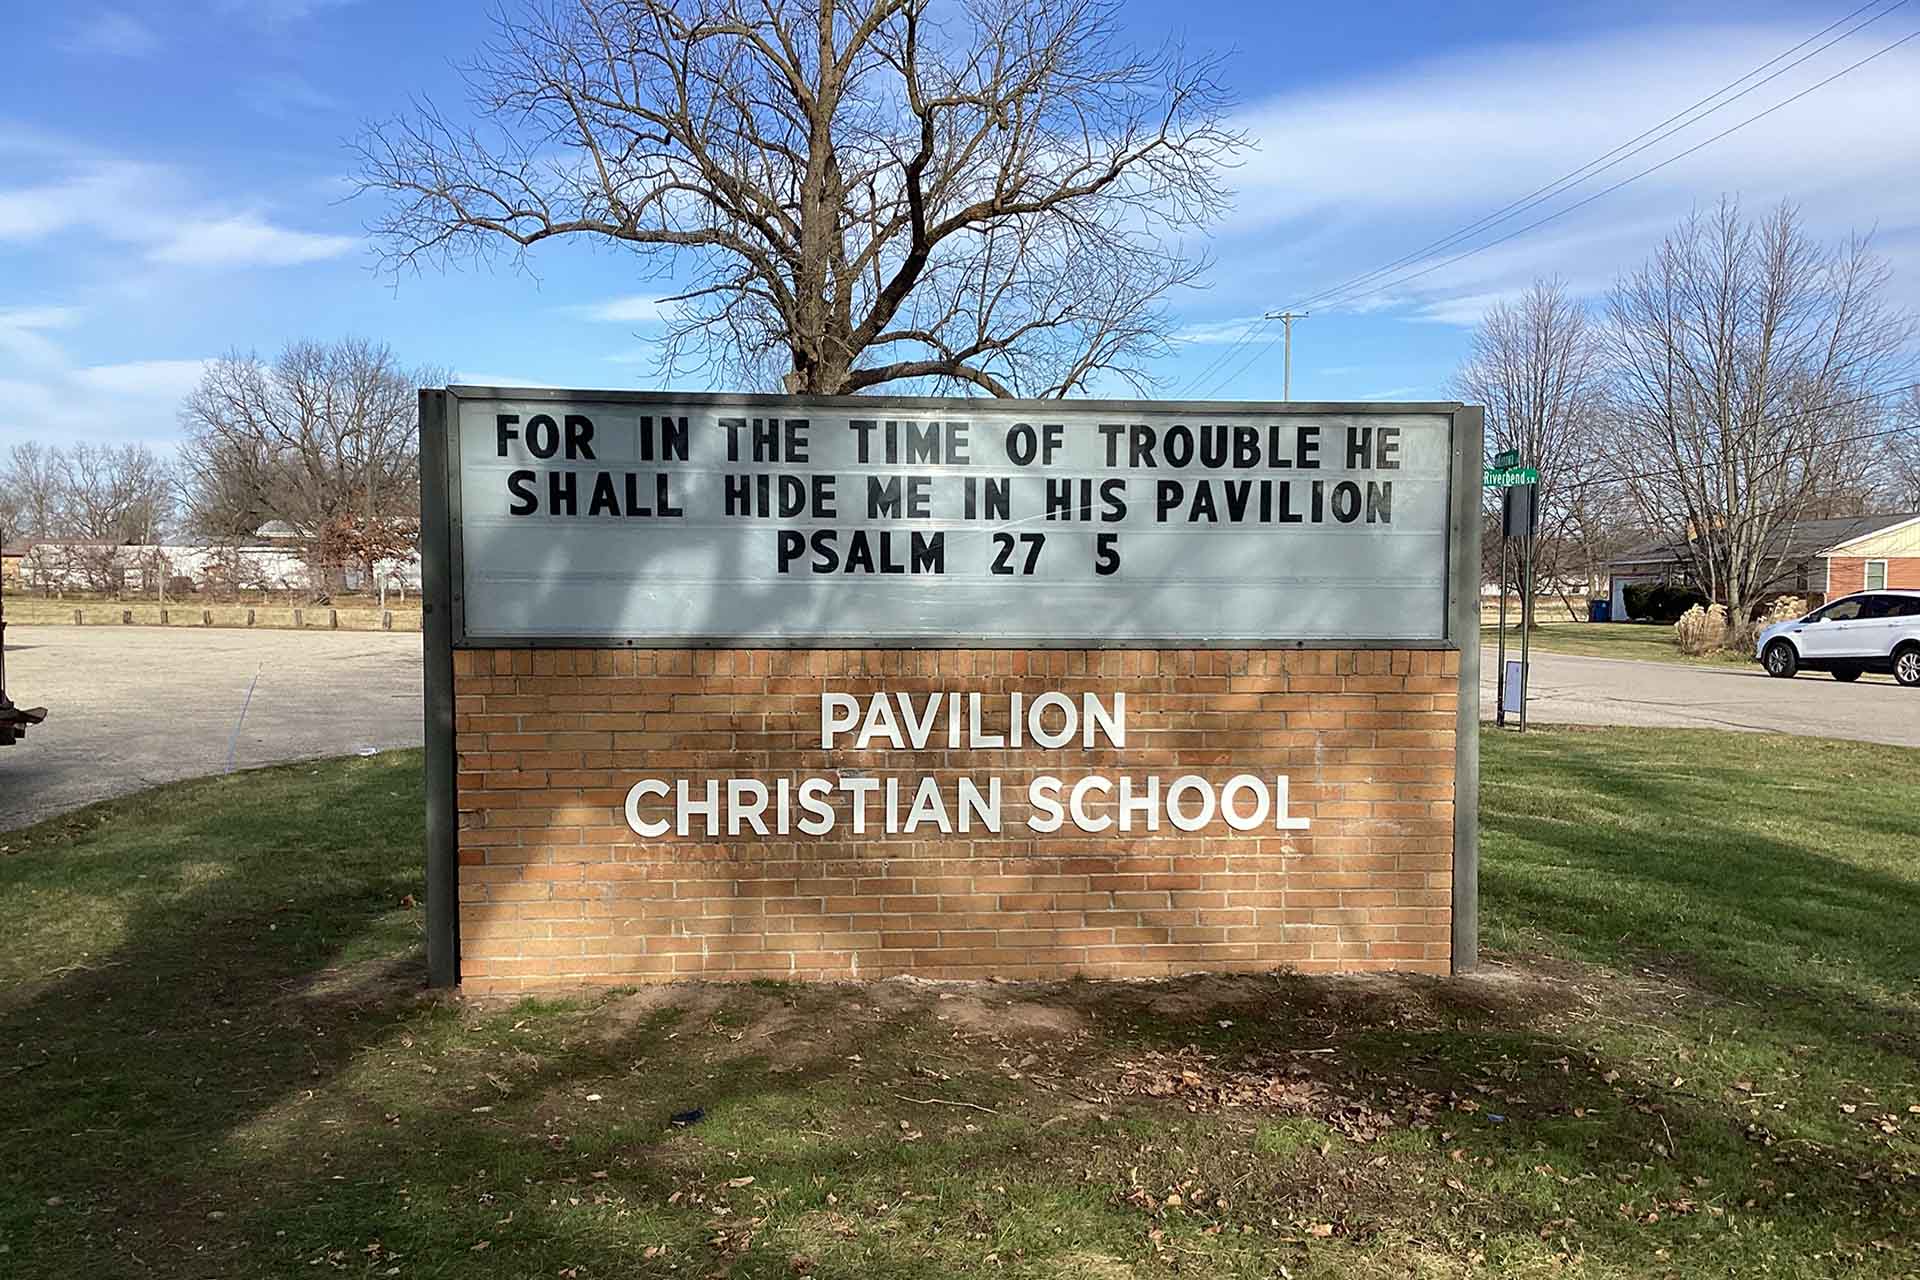 FOR IN THE TIME OF TROUBLE HE
SHALL HIDE ME IN HIS PAVILION
PSALM 27 5
PAVILION
CHRISTIAN SCHOOL
Riverbend